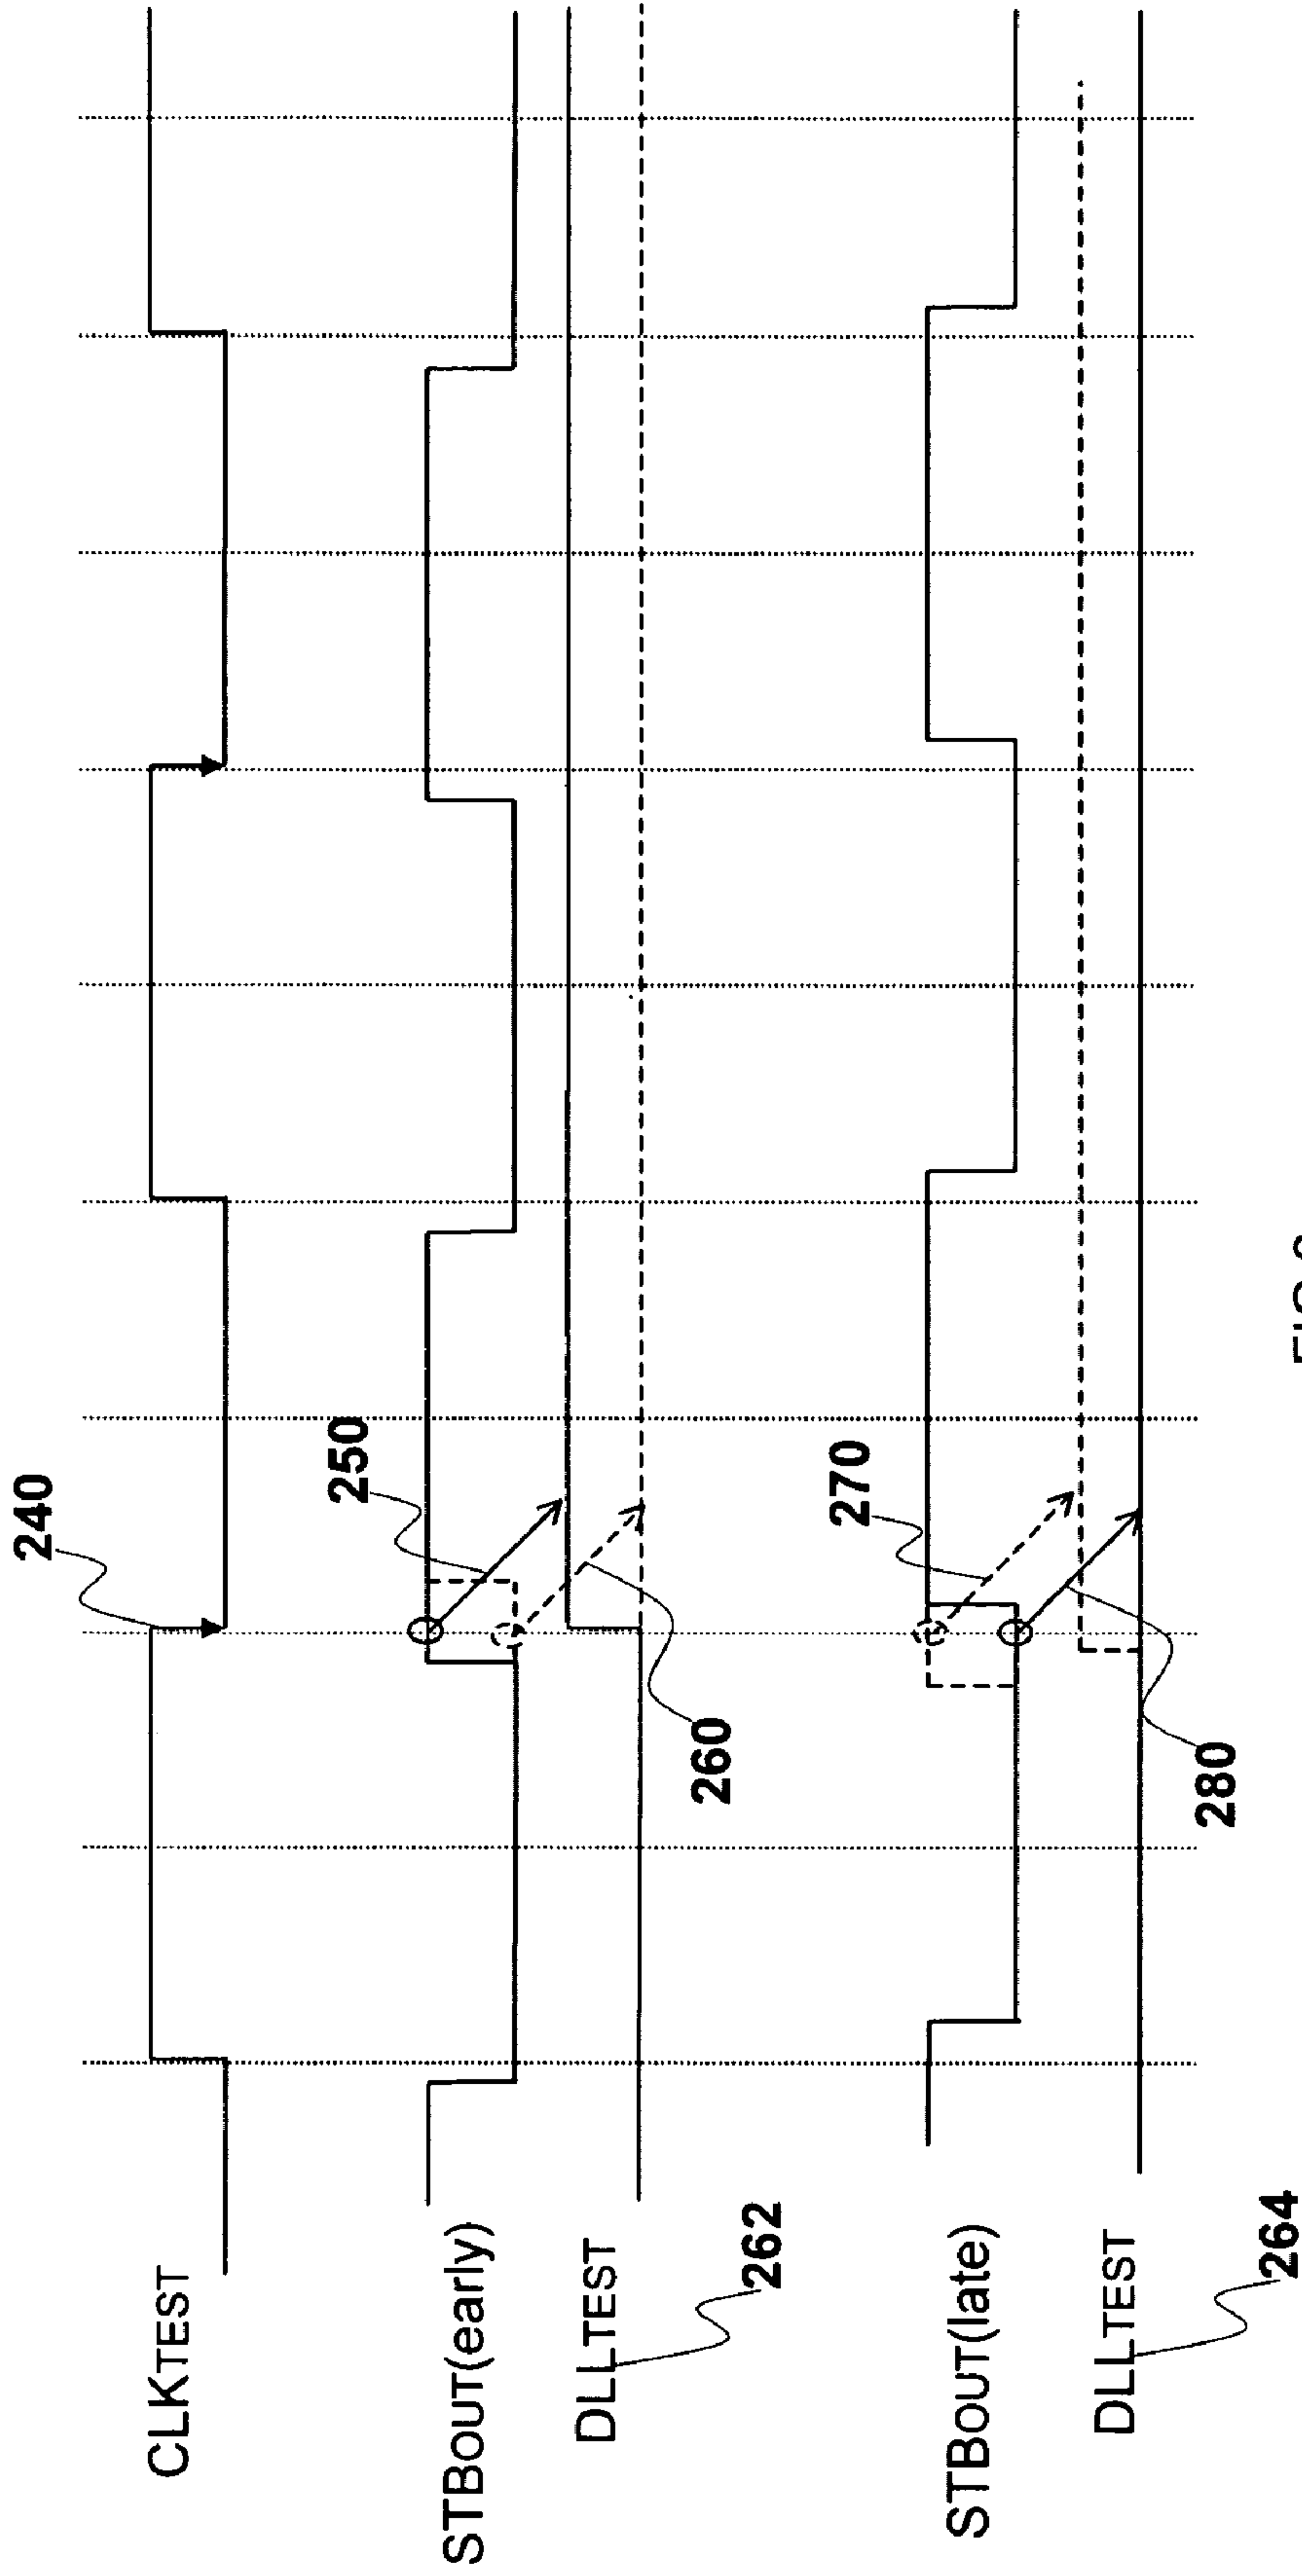 240
CLKTEST
250
STBOUT(early)
260
DLLTEST
262
270
STBOUT(late)
280
DLLTEST
264